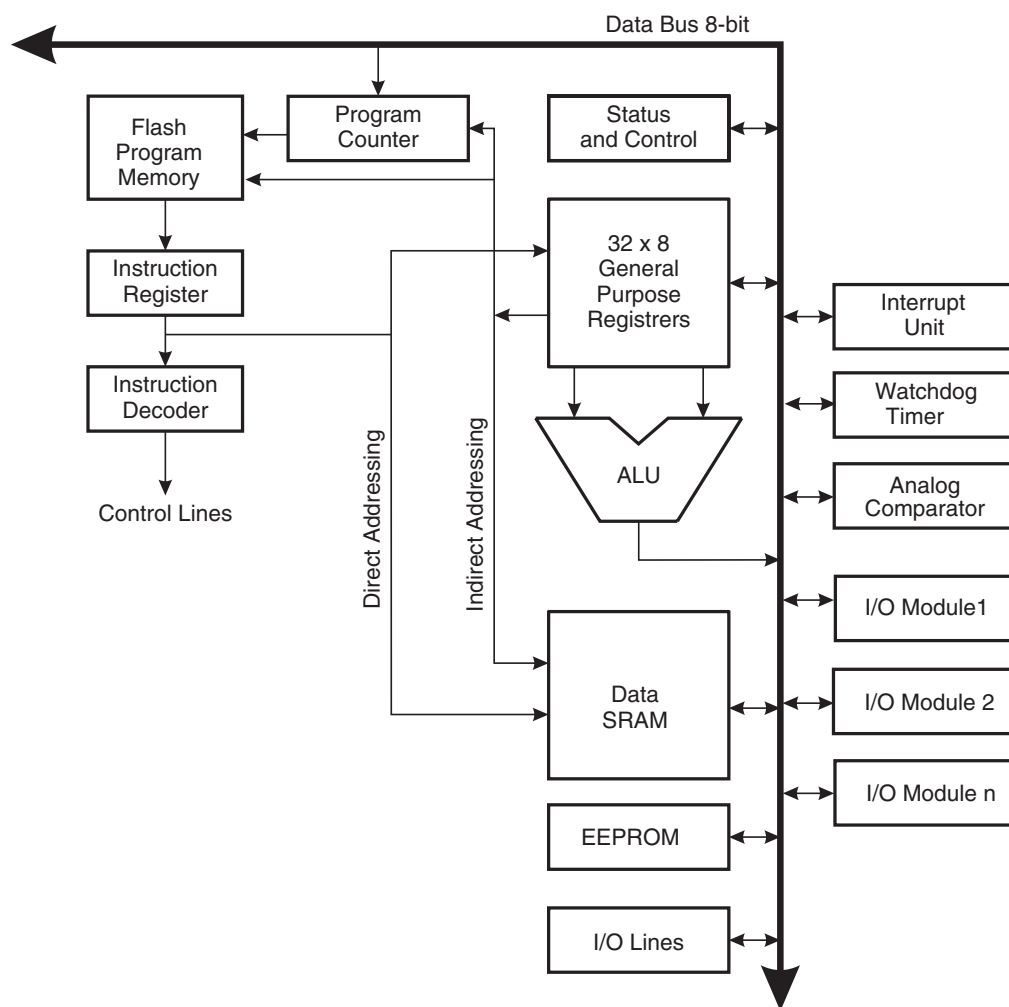 Data Bus 8-bit
Flash
Program
Memory
Program
Counter
Status
and Control
32 x 8
General
Purpose
Registrers
Instruction
Register
Instruction
Decoder
Control Lines
Direct Addressing
Indirect Addressing
ALU
Interrupt
Unit
Watchdog
Timer
Analog
Comparator
I/O Module1
Data
SRAM
I/O Module 2
I/O Module n
EEPROM
I/O Lines